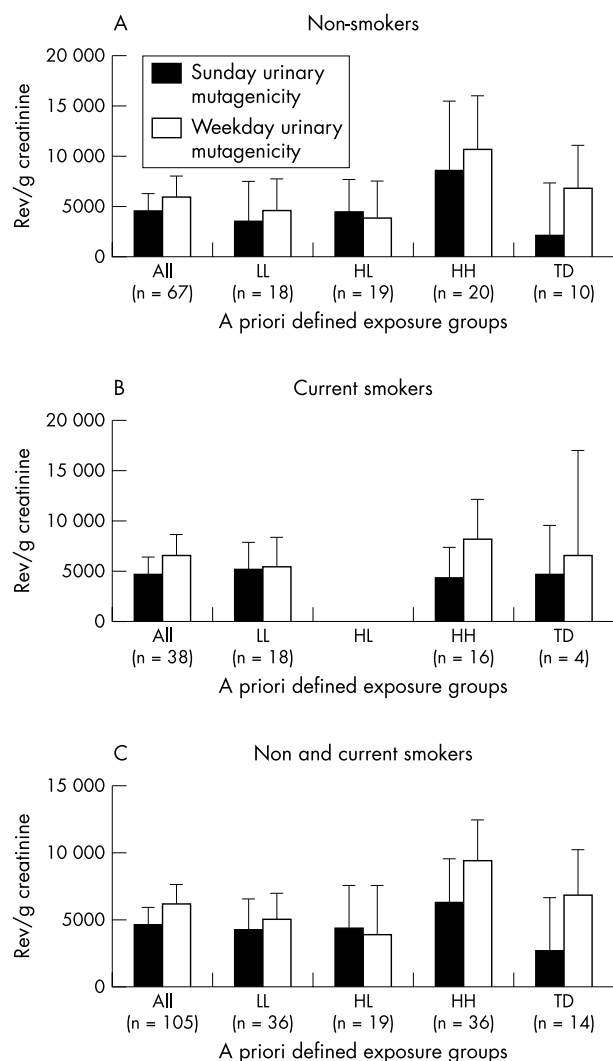 A Non-smokers
20 000
15 000
10 000
5000
0
Rev/g creatinine
Sunday urinary
mutagenicity
Weekday urinary
mutagenicity
All LL HL HH TD
(n = 67) (n = 18) (n = 19) (n = 20) (n = 10)
A priori defined exposure groups
B Current smokers
20 000
15 000
10 000
5000
0
Rev/g creatinine
All LL HL HH TD
(n = 38) (n = 18) (n = 16) (n = 4)
A priori defined exposure groups
C Non and current smokers
15 000
10 000
5000
0
Rev/g creatinine
All LL HL HH TD
(n = 105) (n = 36) (n = 19) (n = 36) (n = 14)
A priori defined exposure groups